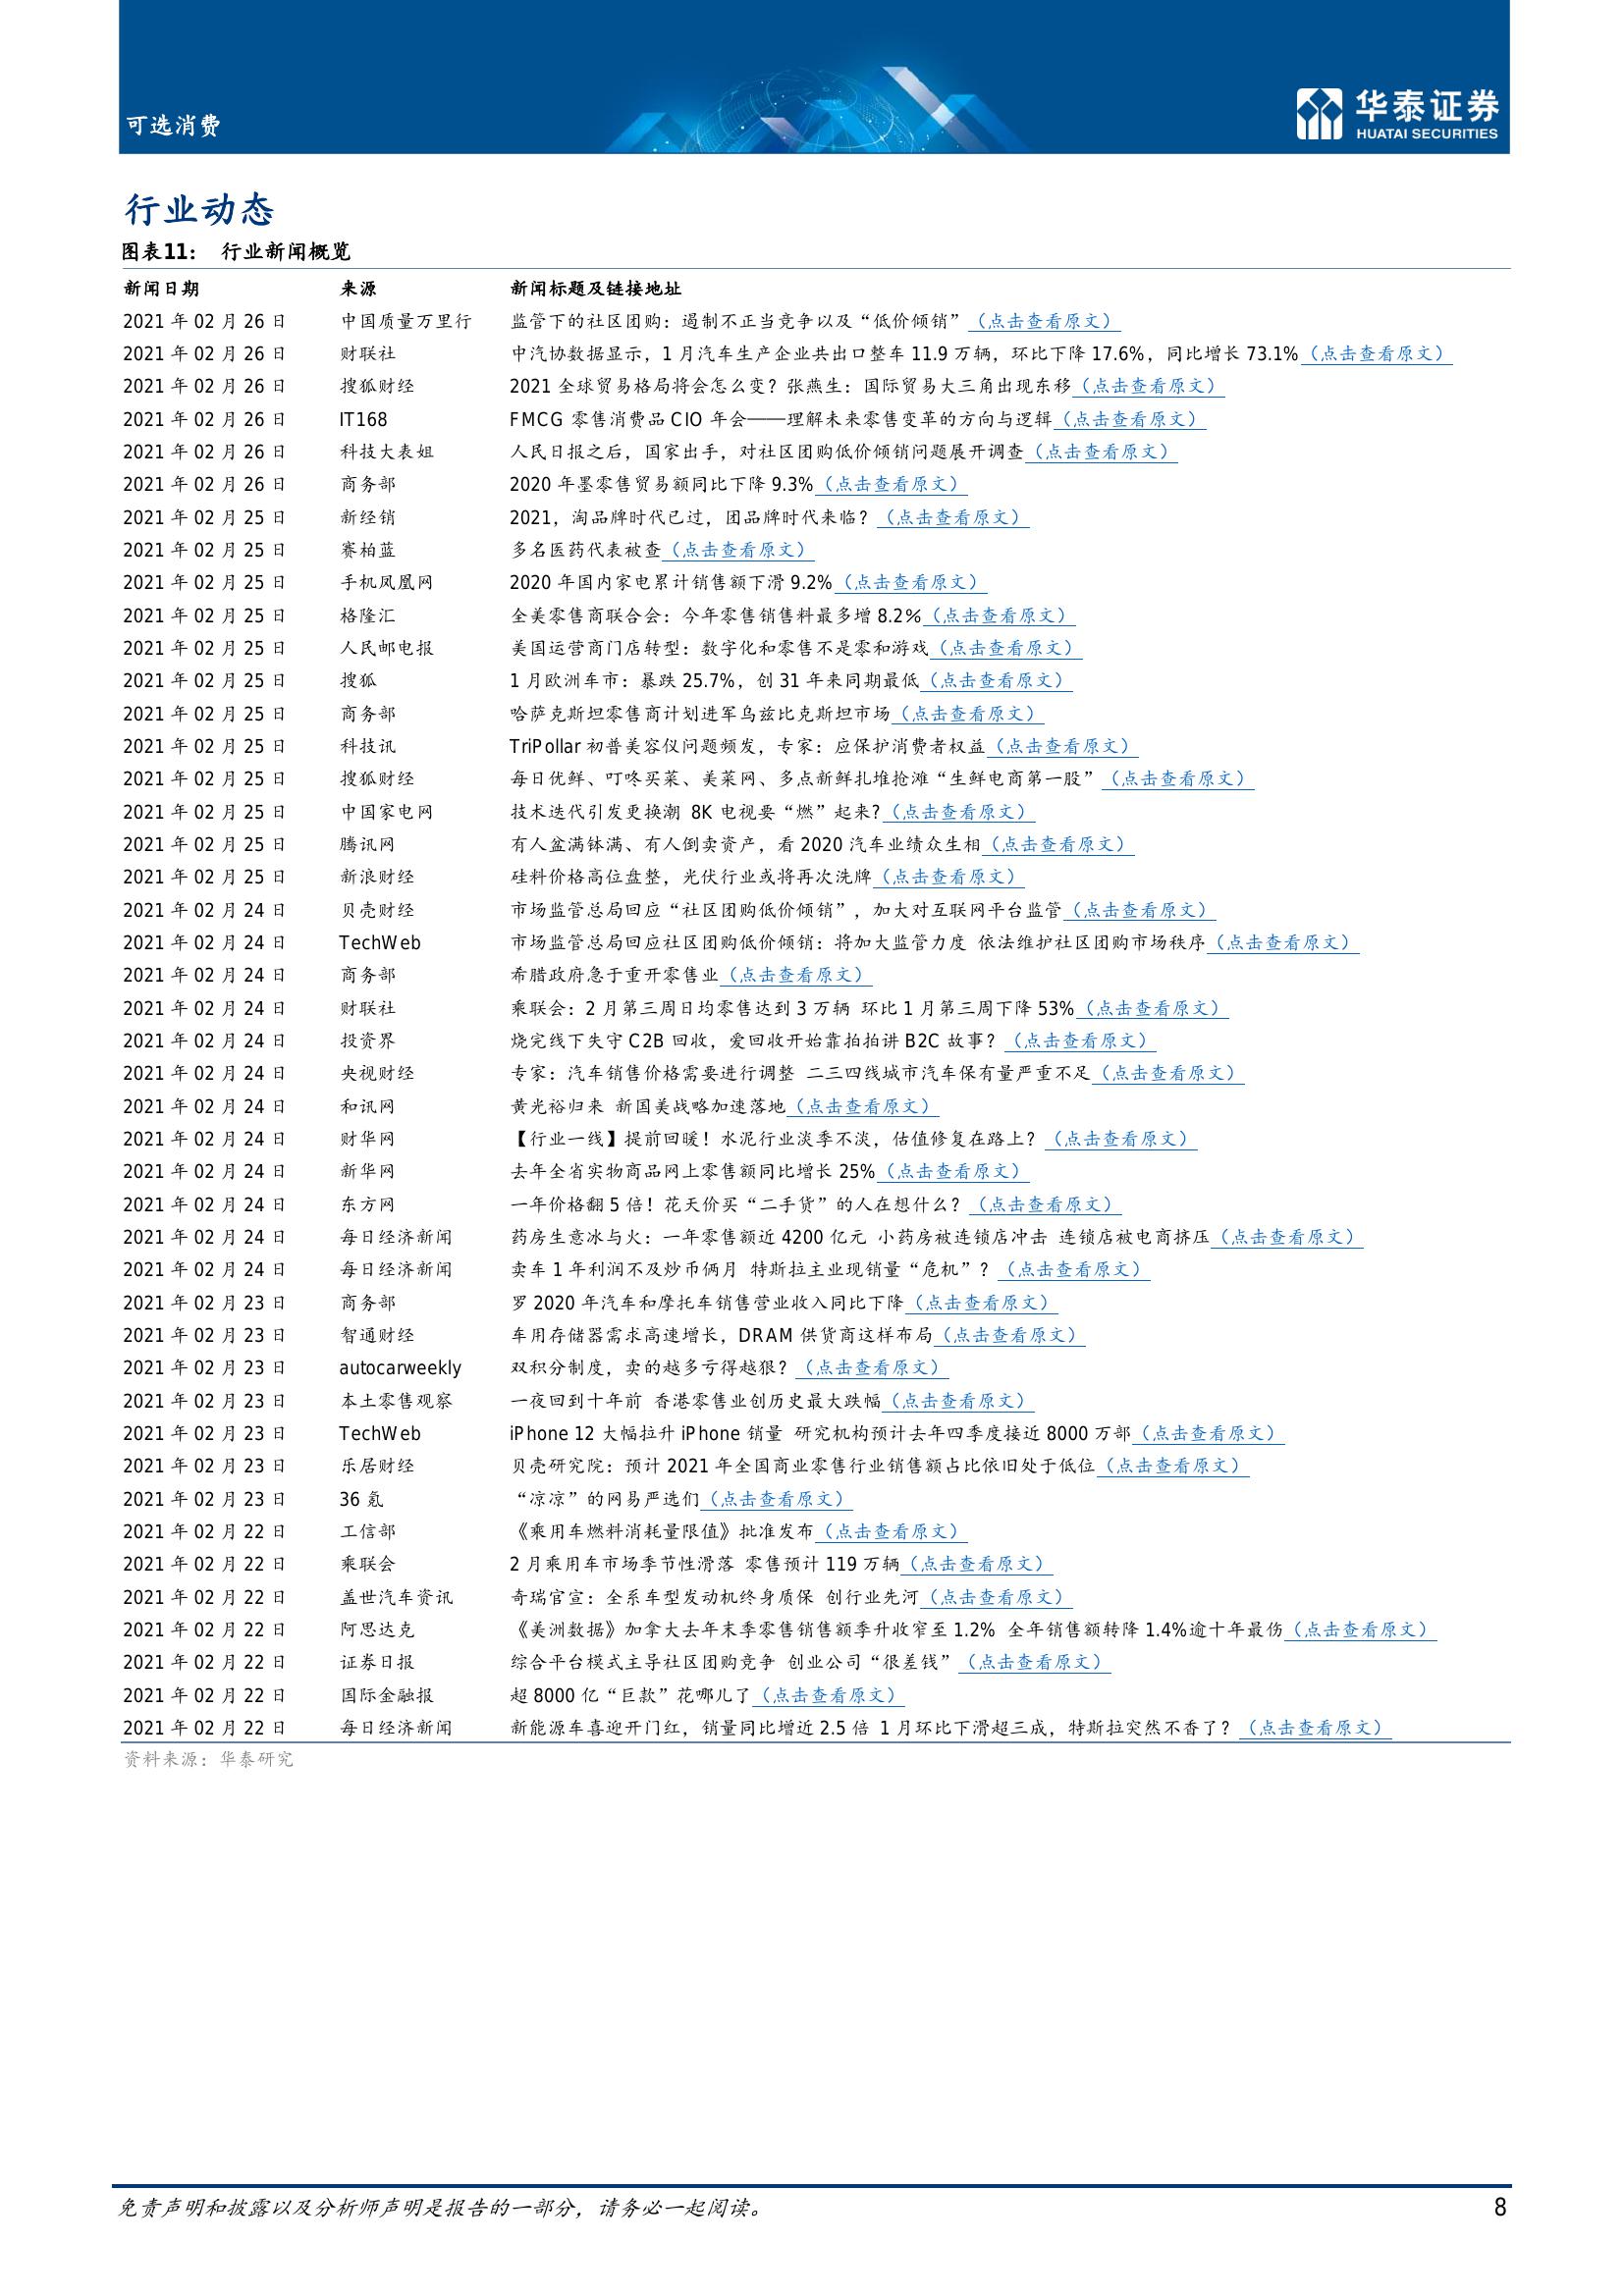 可选消费
华泰证券
HUATAI SECURITIES
行业动态
图表11： 行业新闻概览
新闻日期 来源 新闻标题及链接地址
2021 年 02 月 26 日 中国质量万里行 监管下的社区团购：遏制不正当竞争以及“低价倾销”（点击查看原文）
2021 年 02 月 26 日 财联社 中汽协数据显示，1 月汽车生产企业共出口整车 11.9 万辆，环比下降 17.6%，同比增长 73.1%（点击查看原文）
2021 年 02 月 26 日 搜狐财经 2021 全球贸易格局将会怎么变？张燕生：国际贸易大三角出现东移（点击查看原文）
2021 年 02 月 26 日 IT168 FMCG 零售消费品 CIO 年会——理解未来零售变革的方向与逻辑（点击查看原文）
2021 年 02 月 26 日 科技大表姐 人民日报之后，国家出手，对社区团购低价倾销问题展开调查（点击查看原文）
2021 年 02 月 26 日 商务部 2020 年墨零售贸易额同比下降 9.3%（点击查看原文）
2021 年 02 月 25 日 新经销 2021，淘品牌时代已过，团品牌时代来临？（点击查看原文）
2021 年 02 月 25 日 赛柏蓝 多名医药代表被查（点击查看原文）
2021 年 02 月 25 日 手机凤凰网 2020 年国内家电累计销售额下滑 9.2%（点击查看原文）
2021 年 02 月 25 日 格隆汇 全美零售商联合会：今年零售销售料最多增 8.2%（点击查看原文）
2021 年 02 月 25 日 人民邮电报 美国运营商门店转型：数字化和零售不是零和游戏（点击查看原文）
2021 年 02 月 25 日 搜狐 1 月欧洲车市：暴跌 25.7%，创 31 年来同期最低（点击查看原文）
2021 年 02 月 25 日 商务部 哈萨克斯坦零售商计划进军乌兹比克斯坦市场（点击查看原文）
2021 年 02 月 25 日 科技讯 TriPollar 初普美容仪问题频发，专家：应保护消费者权益（点击查看原文）
2021 年 02 月 25 日 搜狐财经 每日优鲜、叮咚买菜、美菜网、多点新鲜扎堆抢滩“生鲜电商第一股”（点击查看原文）
2021 年 02 月 25 日 中国家电网 技术迭代引发更换潮 8K 电视要“燃”起来?（点击查看原文）
2021 年 02 月 25 日 腾讯网 有人盆满钵满、有人倒卖资产，看 2020 汽车业绩众生相（点击查看原文）
2021 年 02 月 25 日 新浪财经 硅料价格高位盘整，光伏行业或将再次洗牌（点击查看原文）
2021 年 02 月 24 日 贝壳财经 市场监管总局回应“社区团购低价倾销”，加大对互联网平台监管（点击查看原文）
2021 年 02 月 24 日 TechWeb 市场监管总局回应社区团购低价倾销：将加大监管力度 依法维护社区团购市场秩序（点击查看原文）
2021 年 02 月 24 日 商务部 希腊政府急于重开零售业（点击查看原文）
2021 年 02 月 24 日 财联社 乘联会：2 月第三周日均零售达到 3 万辆 环比 1 月第三周下降 53%（点击查看原文）
2021 年 02 月 24 日 投资界 烧完线下失守 C2B 回收，爱回收开始靠拍拍讲 B2C 故事？（点击查看原文）
2021 年 02 月 24 日 央视财经 专家：汽车销售价格需要进行调整 二三四线城市汽车保有量严重不足（点击查看原文）
2021 年 02 月 24 日 和讯网 黄光裕归来 新国美战略加速落地（点击查看原文）
2021 年 02 月 24 日 财华网 【行业一线】提前回暖！水泥行业淡季不淡，估值修复在路上？（点击查看原文）
2021 年 02 月 24 日 新华网 去年全省实物商品网上零售额同比增长 25%（点击查看原文）
2021 年 02 月 24 日 东方网 一年价格翻 5 倍！花天价买“二手货”的人在想什么？（点击查看原文）
2021 年 02 月 24 日 每日经济新闻 药房生意冰与火：一年零售额近 4200 亿元 小药房被连锁店冲击 连锁店被电商挤压（点击查看原文）
2021 年 02 月 24 日 每日经济新闻 卖车 1 年利润不及炒币俩月 特斯拉主业现销量“危机”？（点击查看原文）
2021 年 02 月 23 日 商务部 罗 2020 年汽车和摩托车销售营业收入同比下降（点击查看原文）
2021 年 02 月 23 日 智通财经 车用存储器需求高速增长，DRAM 供货商这样布局（点击查看原文）
2021 年 02 月 23 日 autocarweekly 双积分制度，卖的越多亏得越狠？（点击查看原文）
2021 年 02 月 23 日 本土零售观察 一夜回到十年前 香港零售业创历史最大跌幅（点击查看原文）
2021 年 02 月 23 日 TechWeb iPhone 12 大幅拉升 iPhone 销量 研究机构预计去年四季度接近 8000 万部（点击查看原文）
2021 年 02 月 23 日 乐居财经 贝壳研究院：预计 2021 年全国商业零售行业销售额占比依旧处于低位（点击查看原文）
2021 年 02 月 23 日 36 氪 “凉凉”的网易严选们（点击查看原文）
2021 年 02 月 22 日 工信部 《乘用车燃料消耗量限值》批准发布（点击查看原文）
2021 年 02 月 22 日 乘联会 2 月乘用车市场季节性滑落 零售预计 119 万辆（点击查看原文）
2021 年 02 月 22 日 盖世汽车资讯 奇瑞官宣：全系车型发动机终身质保 创行业先河（点击查看原文）
2021 年 02 月 22 日 阿思达克 《美洲数据》加拿大去年末季零售销售额季升收窄至 1.2% 全年销售额转降 1.4%逾十年最伤（点击查看原文）
2021 年 02 月 22 日 证券日报 综合平台模式主导社区团购竞争 创业公司“很差钱”（点击查看原文）
2021 年 02 月 22 日 国际金融报 超 8000 亿“巨款”花哪儿了（点击查看原文）
2021 年 02 月 22 日 每日经济新闻 新能源车喜迎开门红，销量同比增近 2.5 倍 1 月环比下滑超三成，特斯拉突然不香了？（点击查看原文）
资料来源：华泰研究
免责声明和披露以及分析师声明是报告的一部分，请务必一起阅读。 8